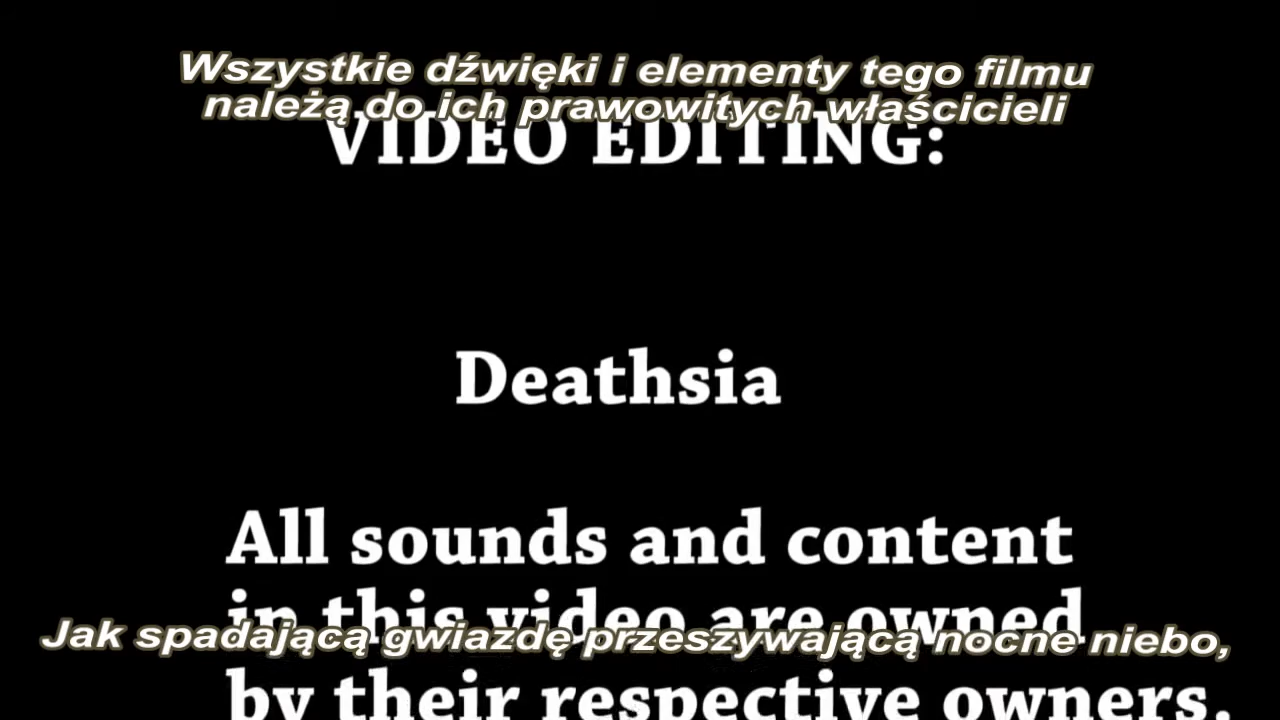 Wszystkie dźwięki i elementy tego filmu
należą do ich prawowitych właścicieli
VIDEO EDITING:
Deathsia
All sounds and content
in this video are owned
Jak spadającą gwiazdę przeszywającą nocne niebo,
by their respective owners.